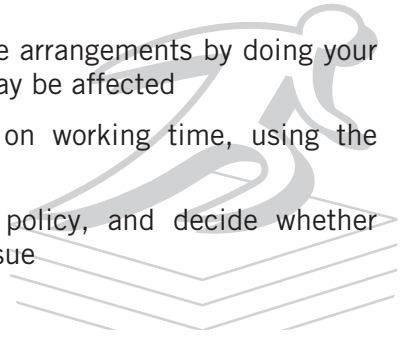 e arrangements by doing your
ay be affected
on working time, using the
policy, and decide whether
sue